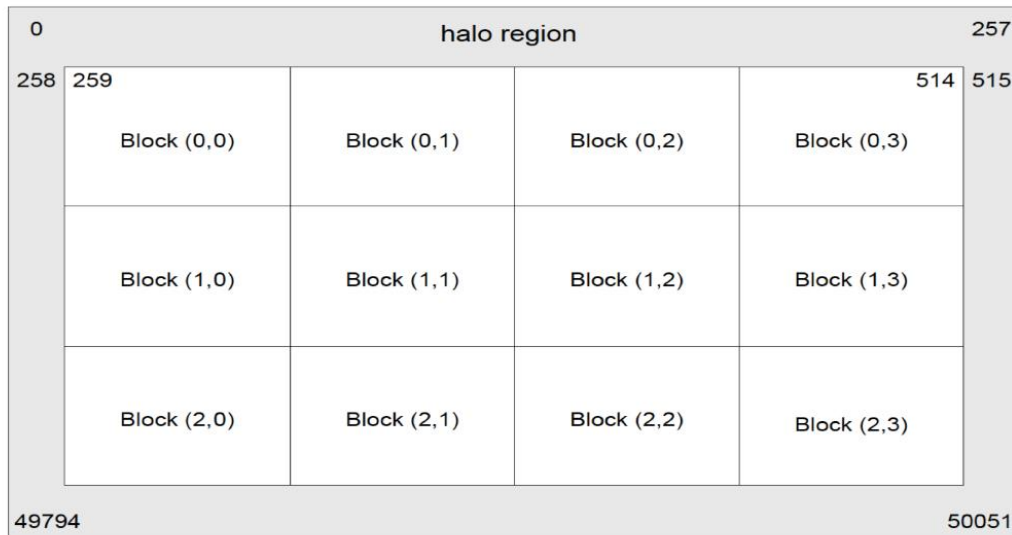 0 halo region 257
258 259 514 515
Block (0,0) Block (0,1) Block (0,2) Block (0,3)
Block (1,0) Block (1,1) Block (1,2) Block (1,3)
Block (2,0) Block (2,1) Block (2,2) Block (2,3)
49794 50051